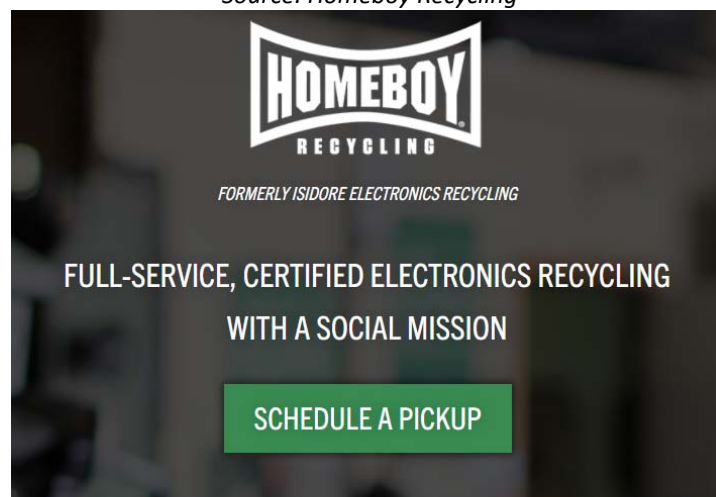 Source: Homeboy Recycling
HOMEBOY
RECYCLING
FORMERLY ISIDORE ELECTRONICS RECYCLING
FULL-SERVICE, CERTIFIED ELECTRONICS RECYCLING
WITH A SOCIAL MISSION
SCHEDULE A PICKUP